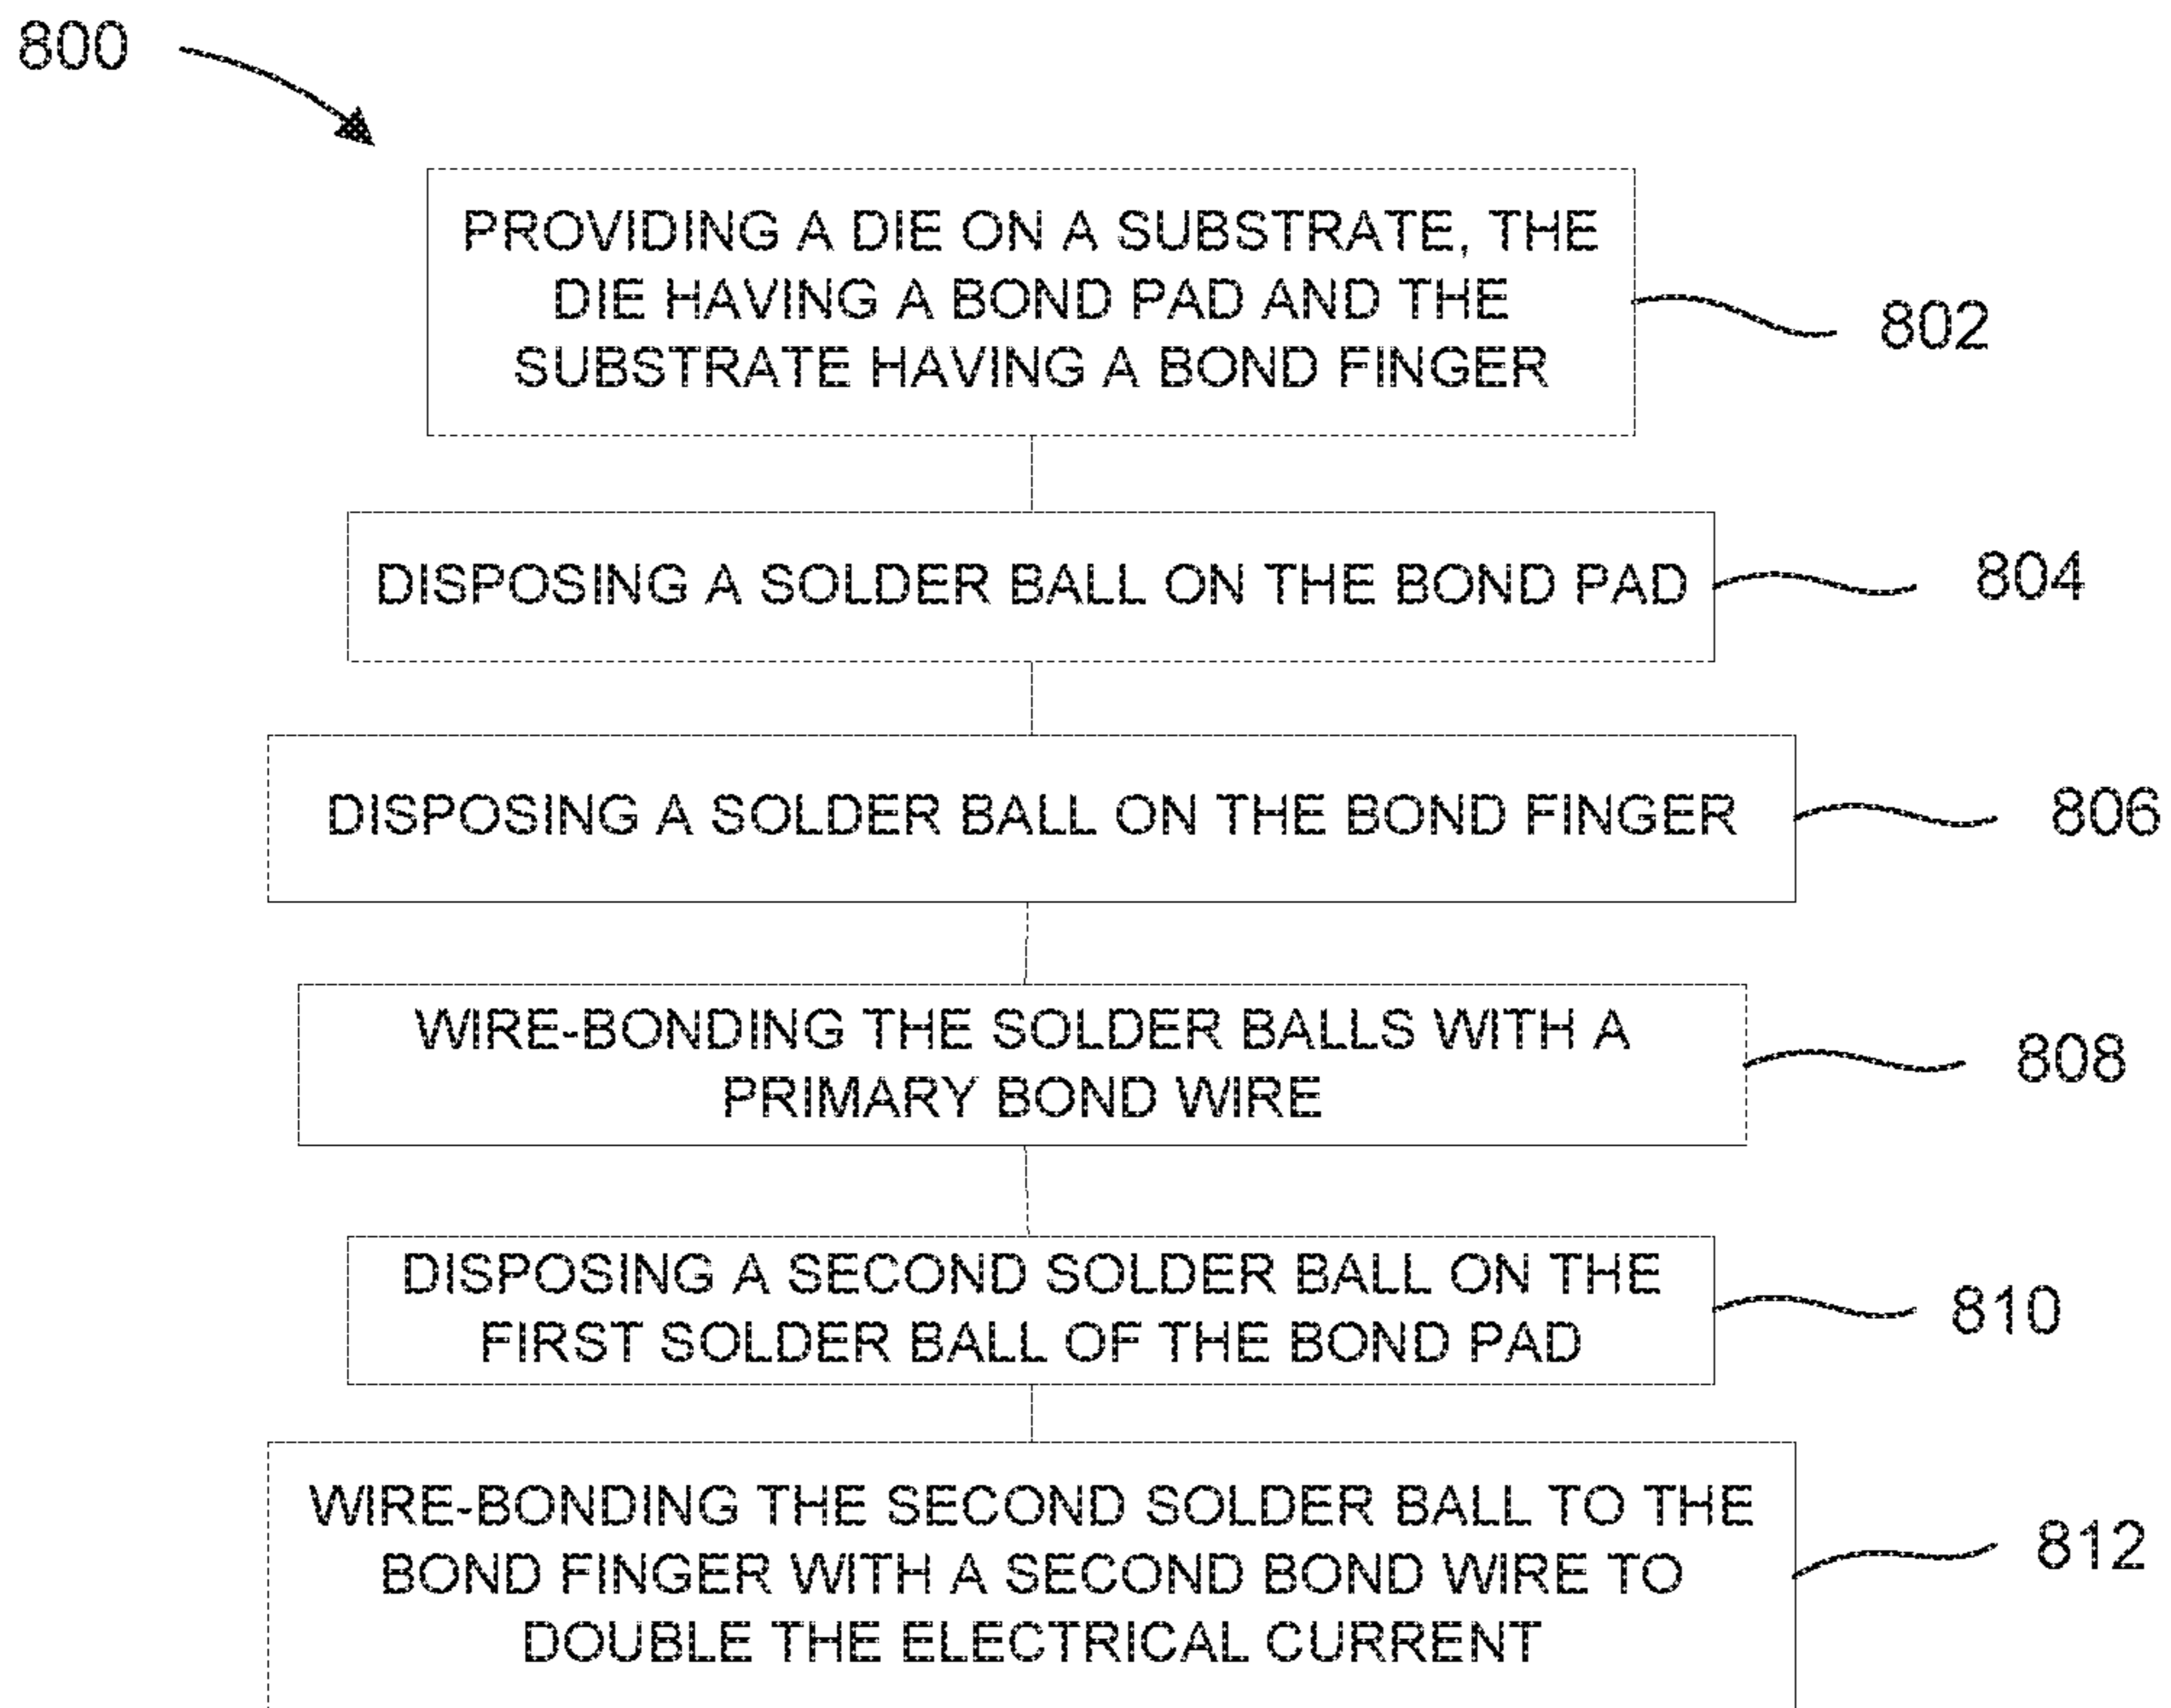 800
PROVIDING A DIE ON A SUBSTRATE, THE
DIE HAVING A BOND PAD AND THE
SUBSTRATE HAVING A BOND FINGER
802
DISPOSING A SOLDER BALL ON THE BOND PAD
804
DISPOSING A SOLDER BALL ON THE BOND FINGER
806
WIRE-BONDING THE SOLDER BALLS WITH A
PRIMARY BOND WIRE
808
DISPOSING A SECOND SOLDER BALL ON THE
FIRST SOLDER BALL OF THE BOND PAD
810
WIRE-BONDING THE SECOND SOLDER BALL TO THE
BOND FINGER WITH A SECOND BOND WIRE TO
DOUBLE THE ELECTRICAL CURRENT
812